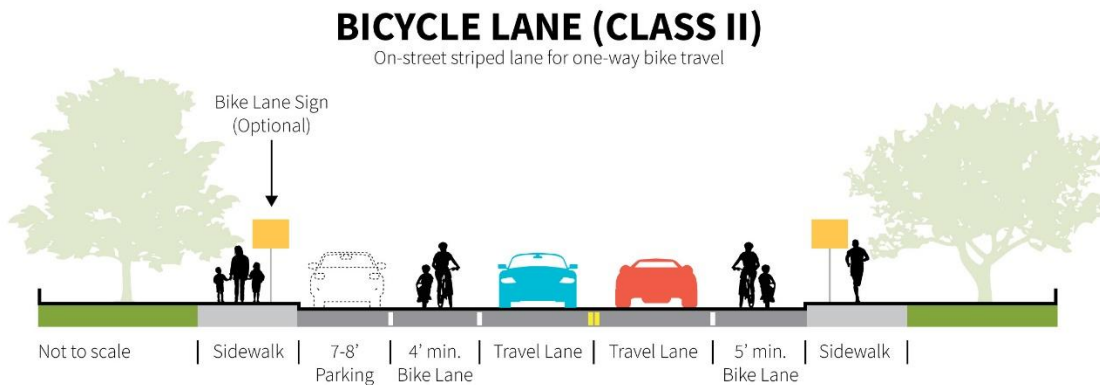 BICYCLE LANE (CLASS II)
On-street striped lane for one-way bike travel
Bike Lane Sign
(Optional)
Not to scale
Sidewalk
7-8’
Parking
4’ min.
Bike Lane
Travel Lane
Travel Lane
5’ min.
Bike Lane
Sidewalk